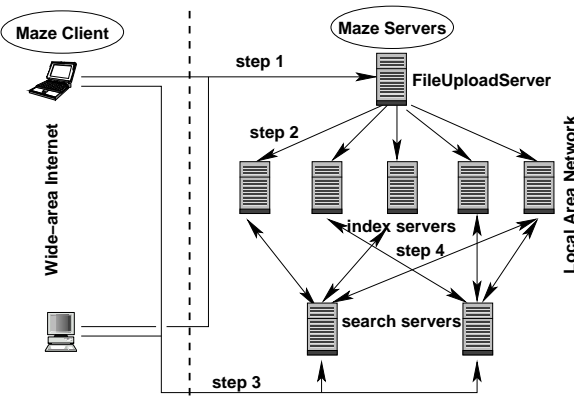 Maze Client
Maze Servers
step 1
FileUploadServer
step 2
Wide-area Internet
Local Area Network
index servers
step 4
search servers
step 3